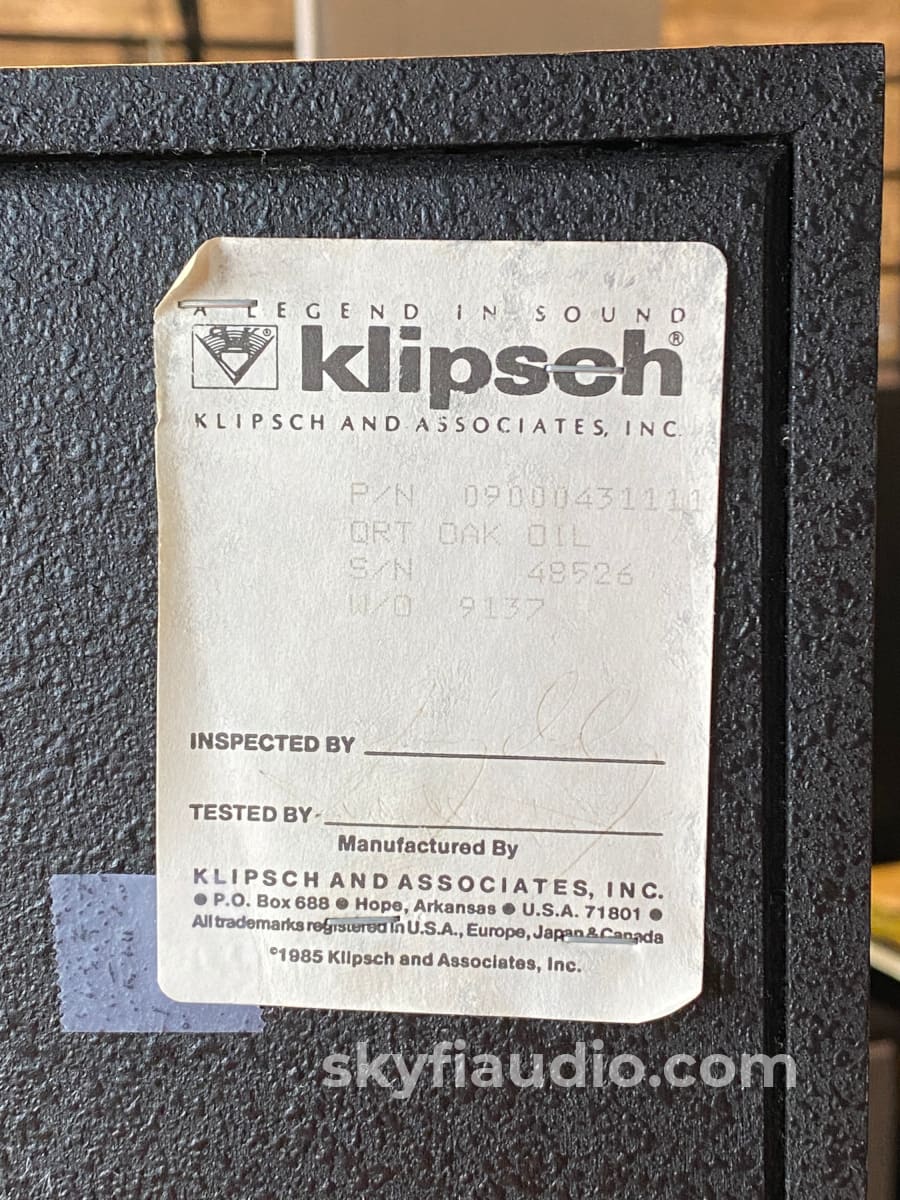 A LEGEND IN SOUND
klipsch®
KLIPSCH AND ASSOCIATES, INC.
P/N 09000431111
QRT OAK OIL
S/N 48526
W/O 9137
INSPECTED BY
TESTED BY
Manufactured By
KLIPSCH AND ASSOCIATES, INC.
● P.O. Box 688 ● Hope, Arkansas ● U.S.A. 71801 ●
All trademarks registered in U.S.A., Europe, Japan & Canada
©1985 Klipsch and Associates, Inc.
skyfiaudio.com